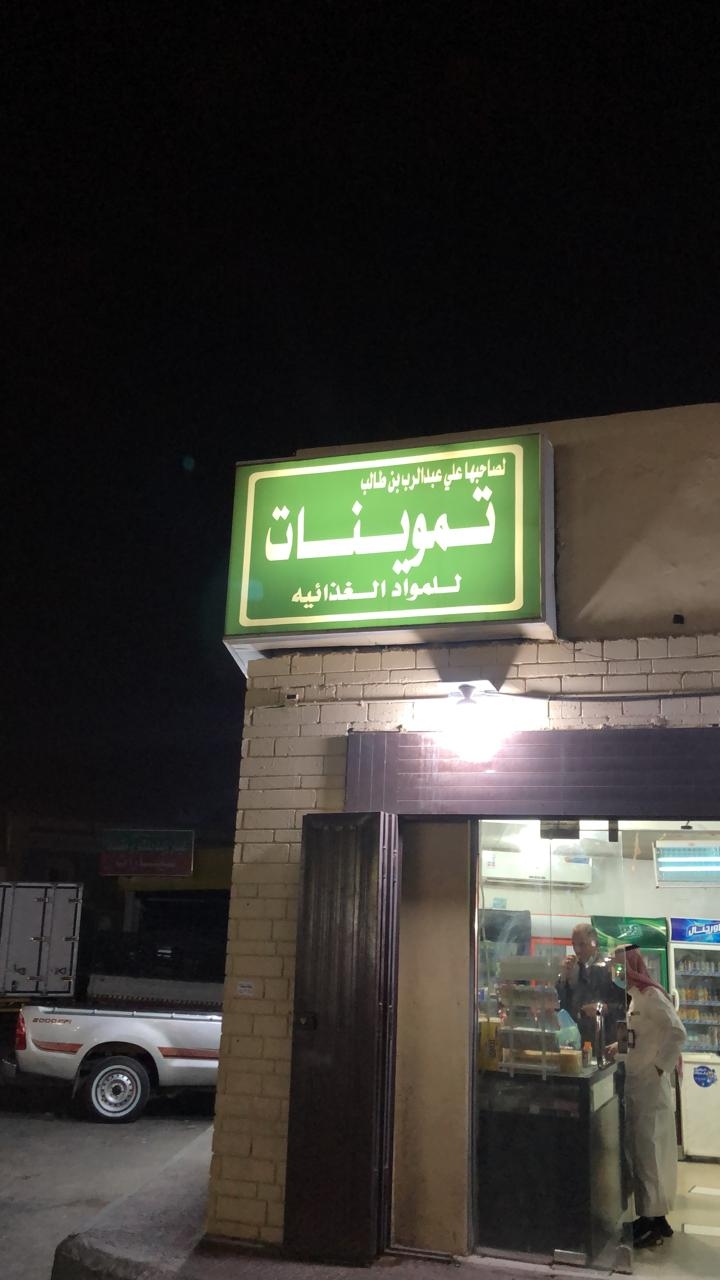 لصاحبها علي عبدالرب بن طالب
تموينات
للمواد الغذائيه